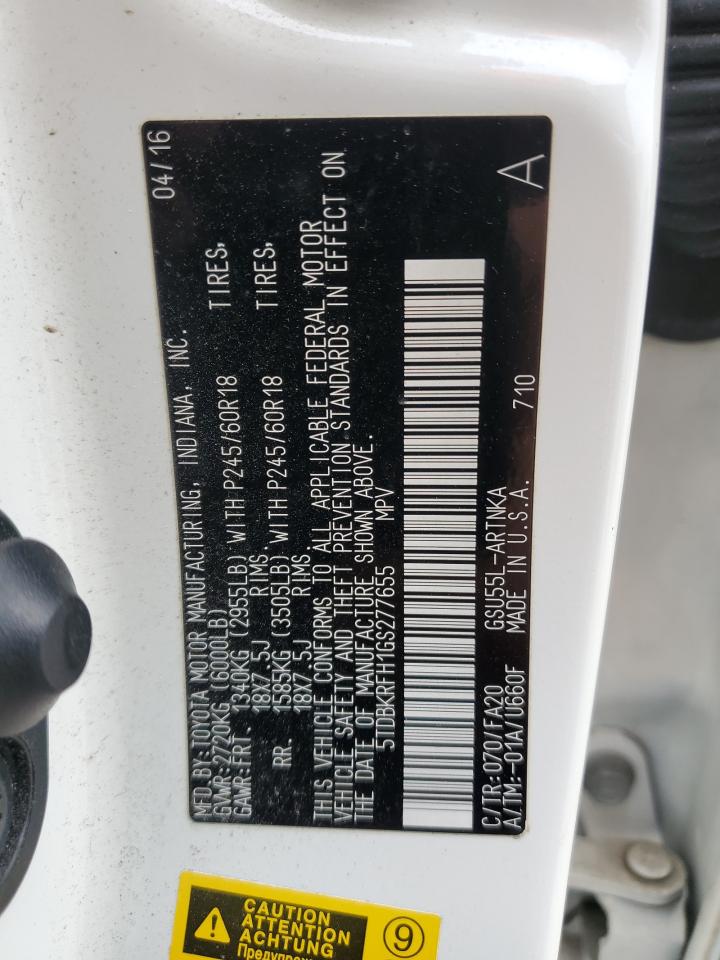 MFD. BY: TOYOTA MOTOR MANUFACTURING, INDIANA, INC. 04/16
GVWR: 2720KG (6000LB)
GAWR: FRT. 1340KG (2955LB) WITH P245/60R18 TIRES,
18X7.5J RIMS,
RR. 1585KG (3505LB) WITH P245/60R18 TIRES,
18X7.5J RIMS.
THIS VEHICLE CONFORMS TO ALL APPLICABLE FEDERAL MOTOR
VEHICLE SAFETY AND THEFT PREVENTION STANDARDS IN EFFECT ON
THE DATE OF MANUFACTURE SHOWN ABOVE.
5TDBKRFH1GS277655 MPV
C/TR: 070/FA20 GSU55L-ARTNKA 710 A
A/TM: -01A/U660F MADE IN U.S.A.
CAUTION
ATTENTION
ACHTUNG
9